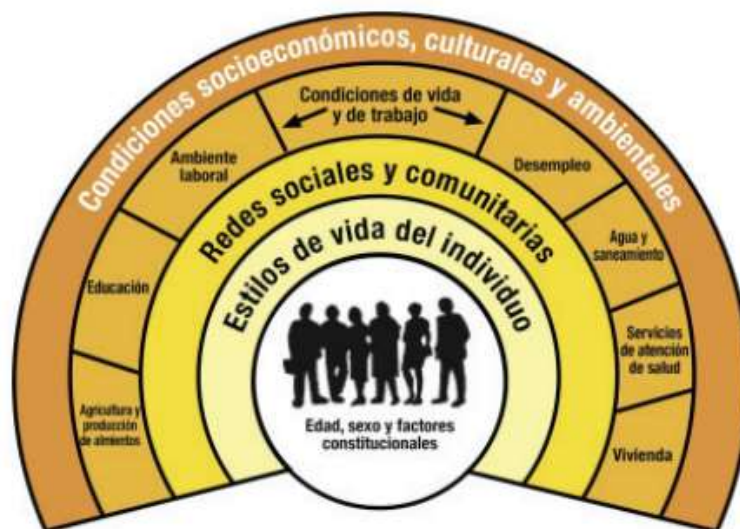 Condiciones socioeconómicos, culturales y ambientales
Condiciones de vida
y de trabajo
Ambiente
laboral
Desempleo
Redes sociales y comunitarias
Agua y
saneamiento
Estilos de vida del individuo
Educación
Servicios
de atención
de salud
Agricultura y
producción
de almientos
Edad, sexo y factores
constitucionales
Vivienda